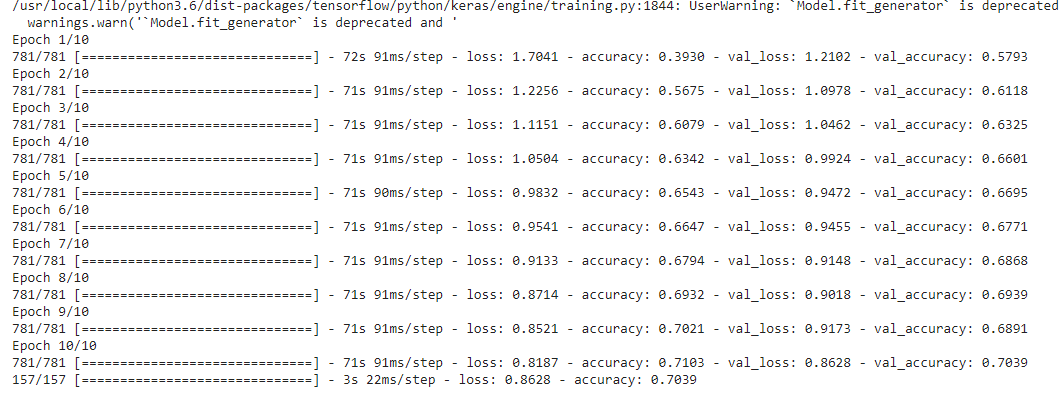 /usr/local/lib/python3.6/dist-packages/tensorflow/python/keras/engine/training.py:1844: UserWarning: `Model.fit_generator` is deprecated
  warnings.warn('`Model.fit_generator` is deprecated and '
Epoch 1/10
781/781 [==============================] - 72s 91ms/step - loss: 1.7041 - accuracy: 0.3930 - val_loss: 1.2102 - val_accuracy: 0.5793
Epoch 2/10
781/781 [==============================] - 71s 91ms/step - loss: 1.2256 - accuracy: 0.5675 - val_loss: 1.0978 - val_accuracy: 0.6118
Epoch 3/10
781/781 [==============================] - 71s 91ms/step - loss: 1.1151 - accuracy: 0.6079 - val_loss: 1.0462 - val_accuracy: 0.6325
Epoch 4/10
781/781 [==============================] - 71s 91ms/step - loss: 1.0504 - accuracy: 0.6342 - val_loss: 0.9924 - val_accuracy: 0.6601
Epoch 5/10
781/781 [==============================] - 71s 90ms/step - loss: 0.9832 - accuracy: 0.6543 - val_loss: 0.9472 - val_accuracy: 0.6695
Epoch 6/10
781/781 [==============================] - 71s 91ms/step - loss: 0.9541 - accuracy: 0.6647 - val_loss: 0.9455 - val_accuracy: 0.6771
Epoch 7/10
781/781 [==============================] - 71s 91ms/step - loss: 0.9133 - accuracy: 0.6794 - val_loss: 0.9148 - val_accuracy: 0.6868
Epoch 8/10
781/781 [==============================] - 71s 91ms/step - loss: 0.8714 - accuracy: 0.6932 - val_loss: 0.9018 - val_accuracy: 0.6939
Epoch 9/10
781/781 [==============================] - 71s 91ms/step - loss: 0.8521 - accuracy: 0.7021 - val_loss: 0.9173 - val_accuracy: 0.6891
Epoch 10/10
781/781 [==============================] - 71s 91ms/step - loss: 0.8187 - accuracy: 0.7103 - val_loss: 0.8628 - val_accuracy: 0.7039
157/157 [==============================] - 3s 22ms/step - loss: 0.8628 - accuracy: 0.7039